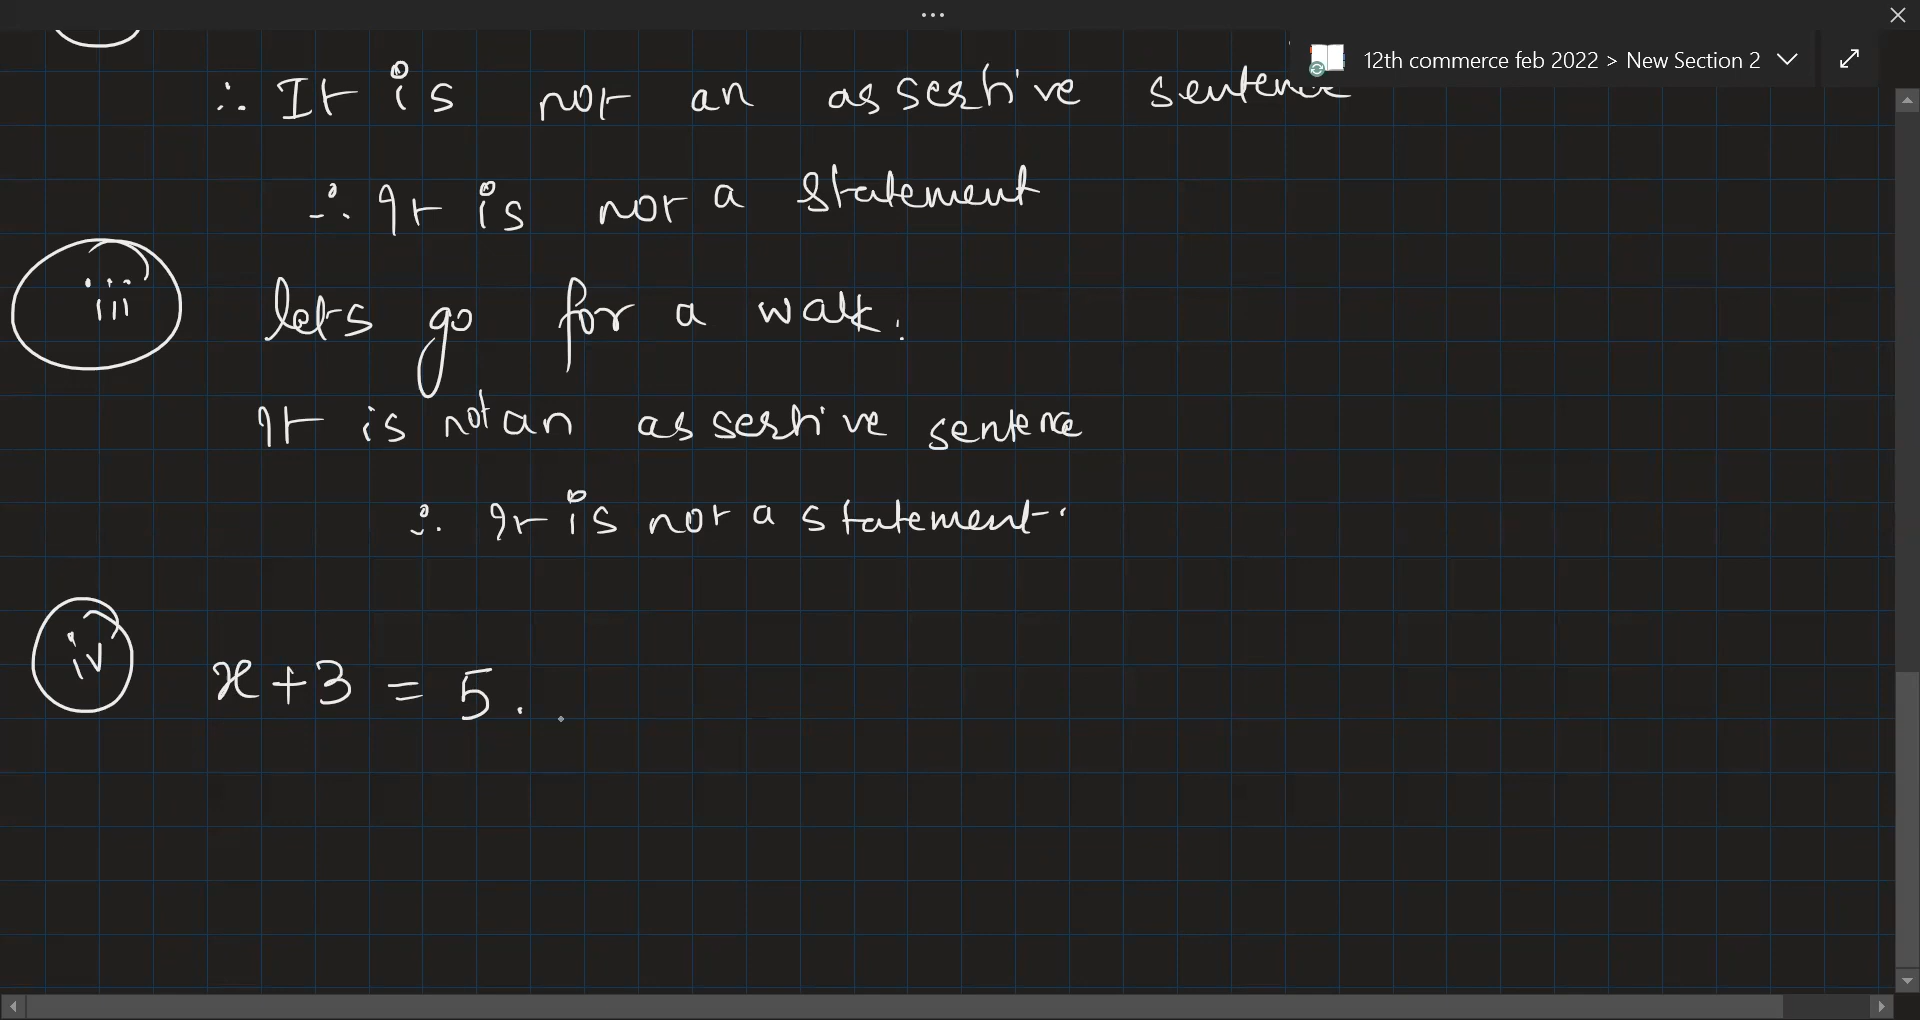 ...
12th commerce feb 2022 > New Section 2
∴ It is not an assertive sentence
∴ It is not a statement
iii) lets go for a walk.
It is not an assertive sentence
∴ It is not a statement.
iv) x + 3 = 5.